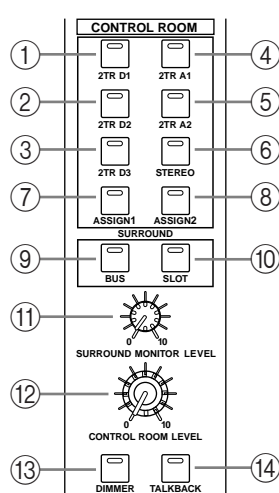 CONTROL ROOM
① ④
2TR D1 2TR A1
② ⑤
2TR D2 2TR A2
③ ⑥
2TR D3 STEREO
⑦ ⑧
ASSIGN1 ASSIGN2
SURROUND
⑨ ⑩
BUS SLOT
⑪
0 10
SURROUND MONITOR LEVEL
⑫
0 10
CONTROL ROOM LEVEL
⑬ ⑭
DIMMER TALKBACK